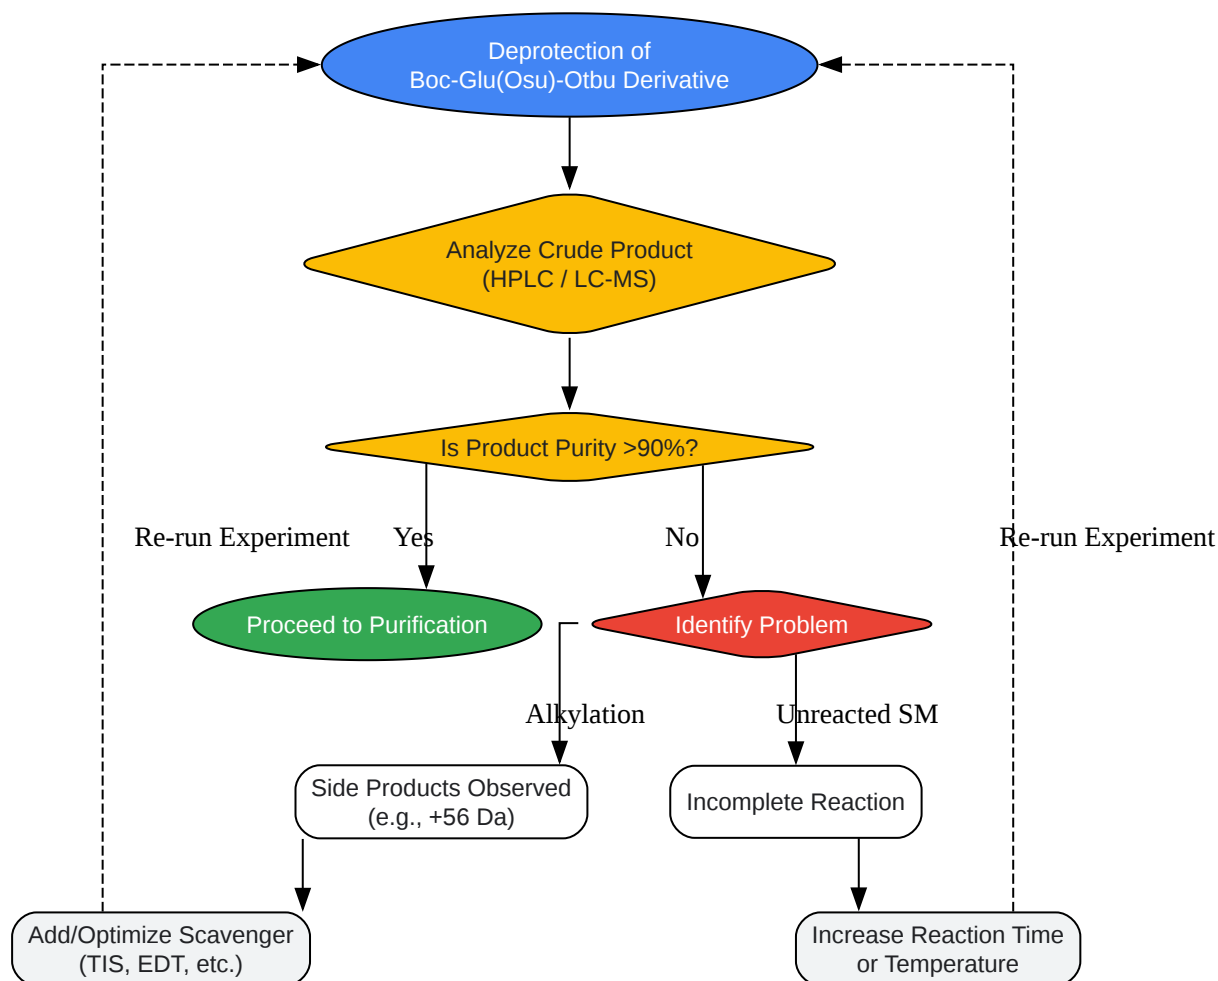 Deprotection of
Boc-Glu(Osu)-Otbu Derivative
Analyze Crude Product
(HPLC / LC-MS)
Is Product Purity >90%?
Re-run Experiment
Yes
No
Re-run Experiment
Proceed to Purification
Identify Problem
Alkylation
Unreacted SM
Side Products Observed
(e.g., +56 Da)
Incomplete Reaction
Add/Optimize Scavenger
(TIS, EDT, etc.)
Increase Reaction Time
or Temperature